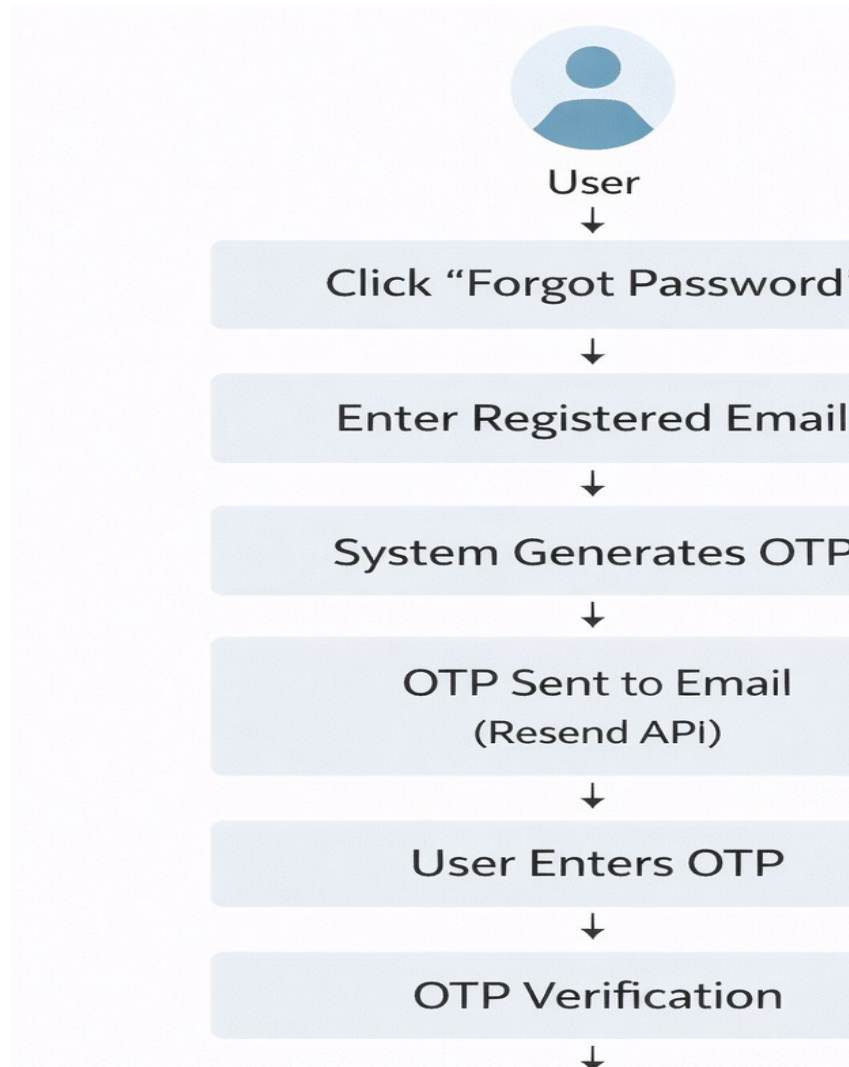 User
Click “Forgot Password”
Enter Registered Email
System Generates OTP
OTP Sent to Email
(Resend APi)
User Enters OTP
OTP Verification